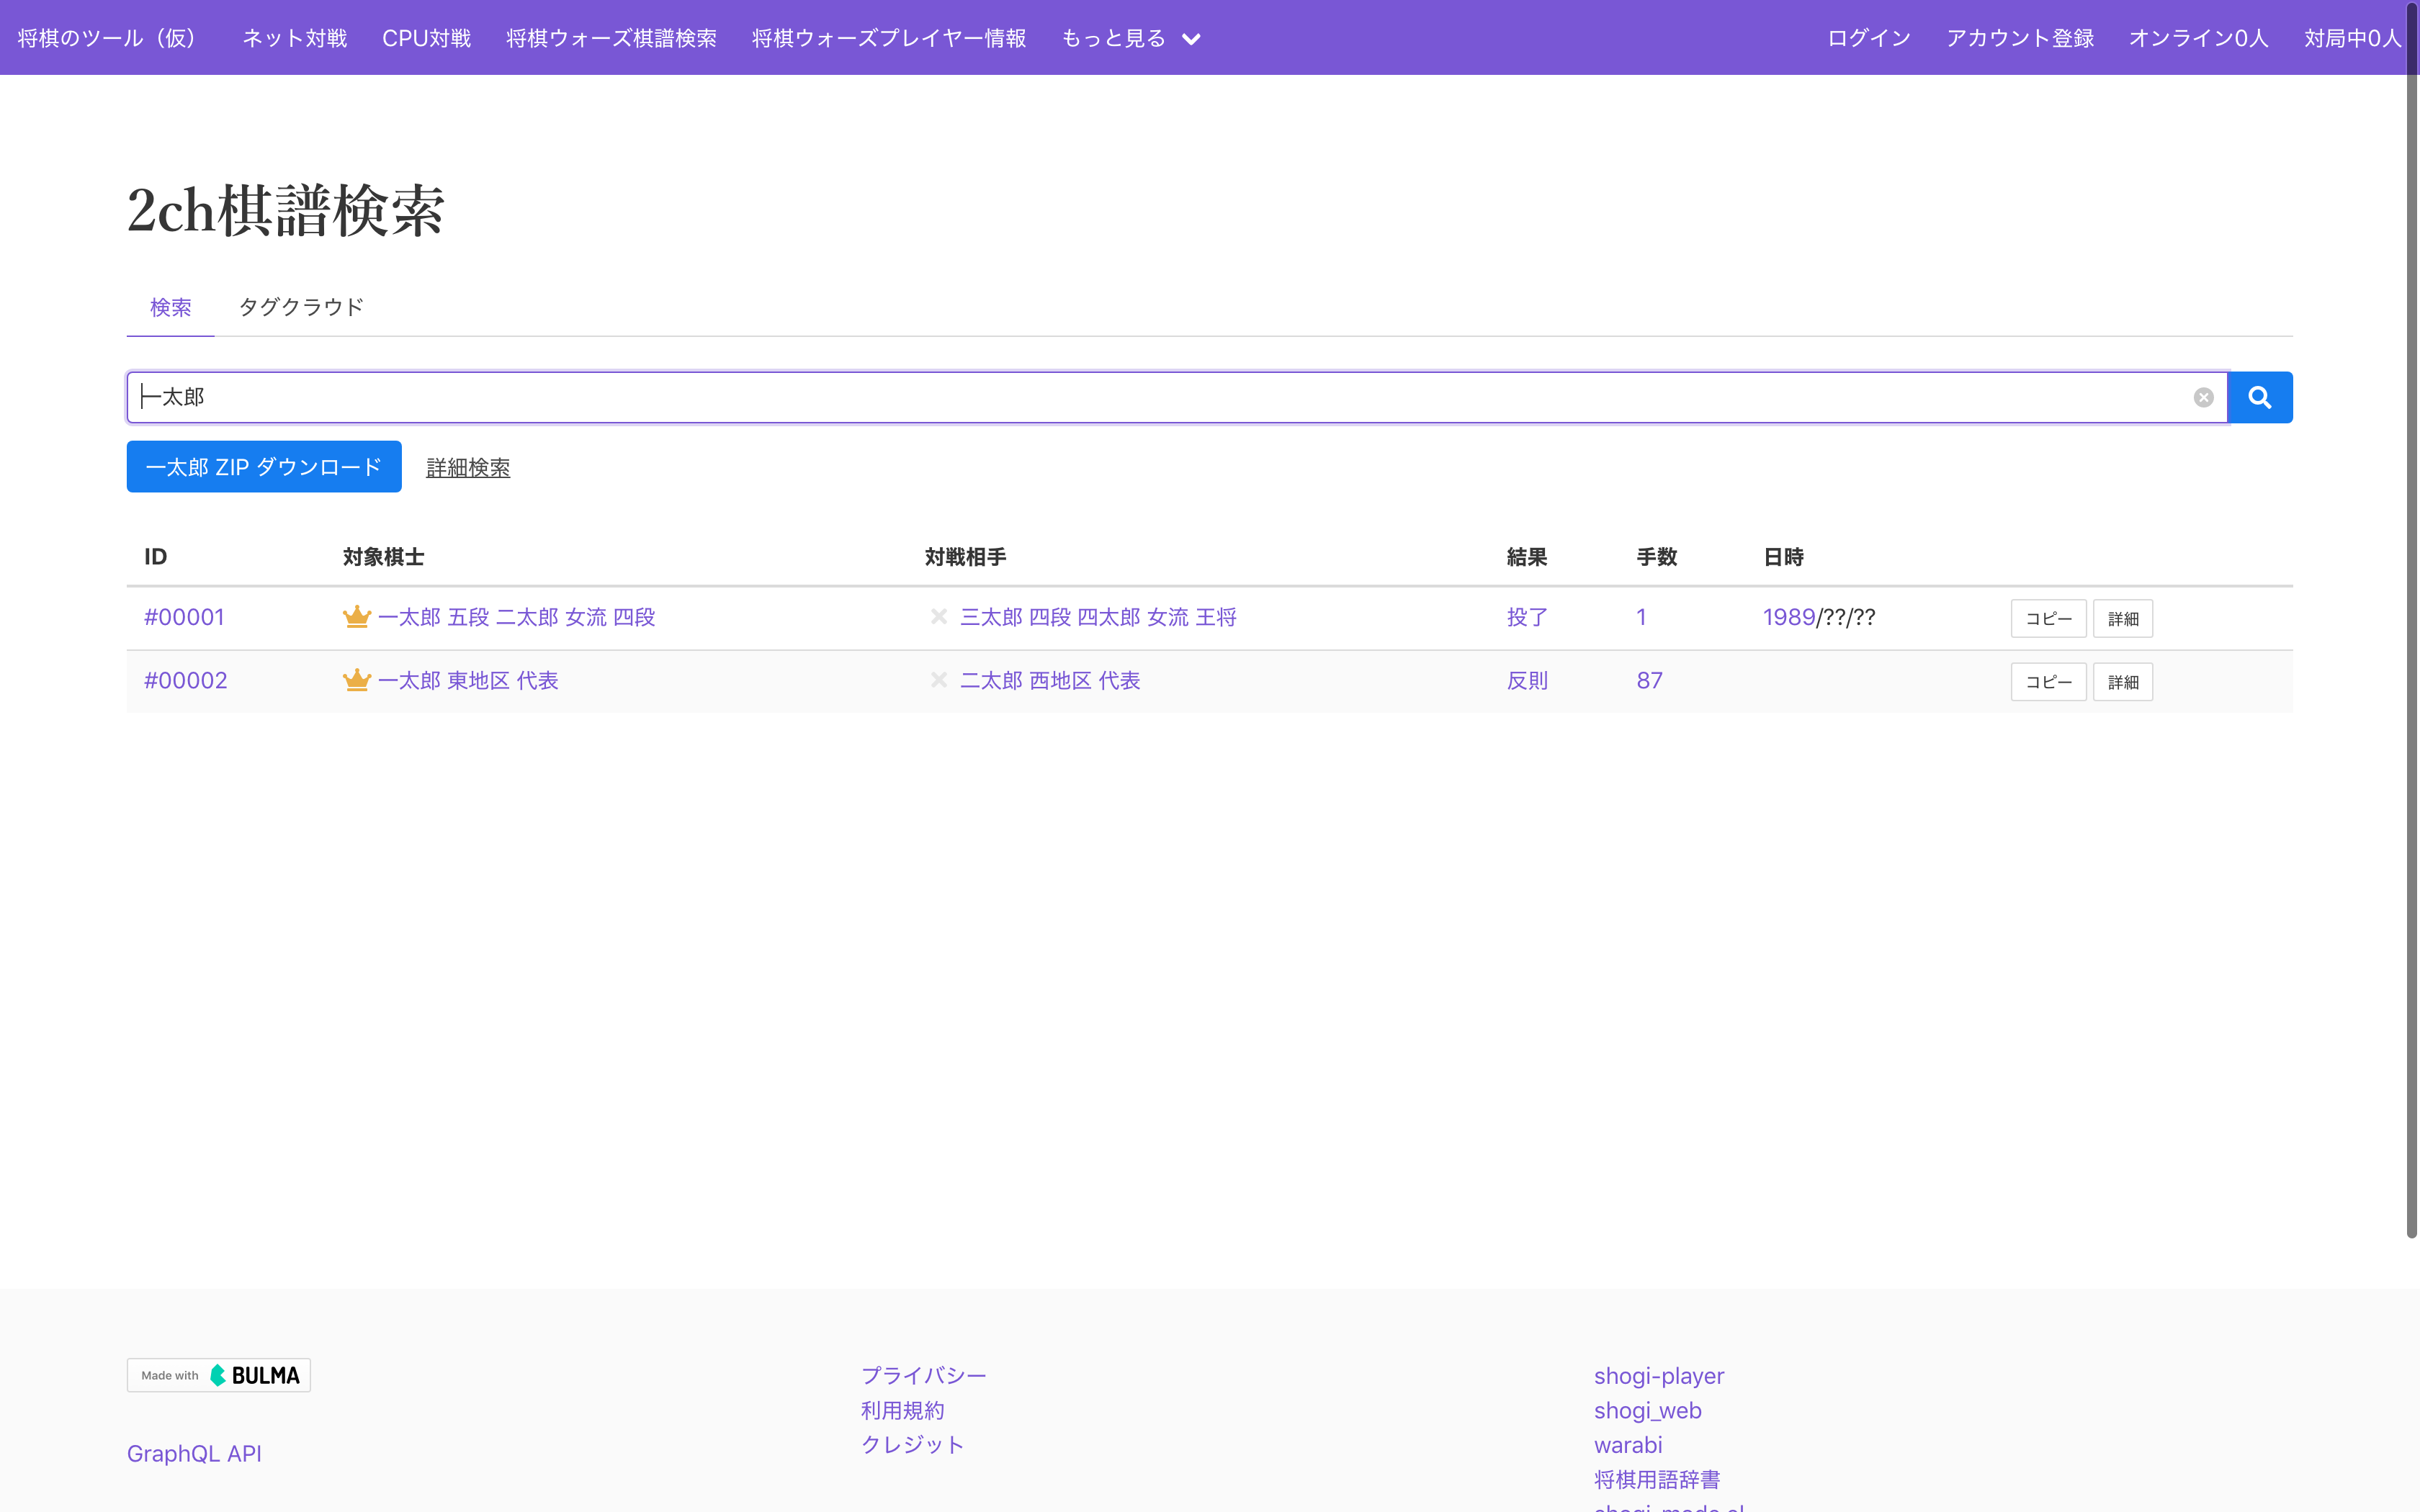 将棋のツール（仮） ネット対戦 CPU対戦 将棋ウォーズ棋譜検索 将棋ウォーズプレイヤー情報 もっと見る ログイン アカウント登録 オンライン0人 対局中0人
2ch棋譜検索
検索 タグクラウド
一太郎
一太郎 ZIP ダウンロード 詳細検索
ID 対象棋士 対戦相手 結果 手数 日時
#00001 一太郎 五段 二太郎 女流 四段 三太郎 四段 四太郎 女流 王将 投了 1 1989/??/?? コピー 詳細
#00002 一太郎 東地区 代表 二太郎 西地区 代表 反則 87 コピー 詳細
Made with BULMA プライバシー shogi-player
利用規約 shogi_web
クレジット warabi
GraphQL API
将棋用語辞書